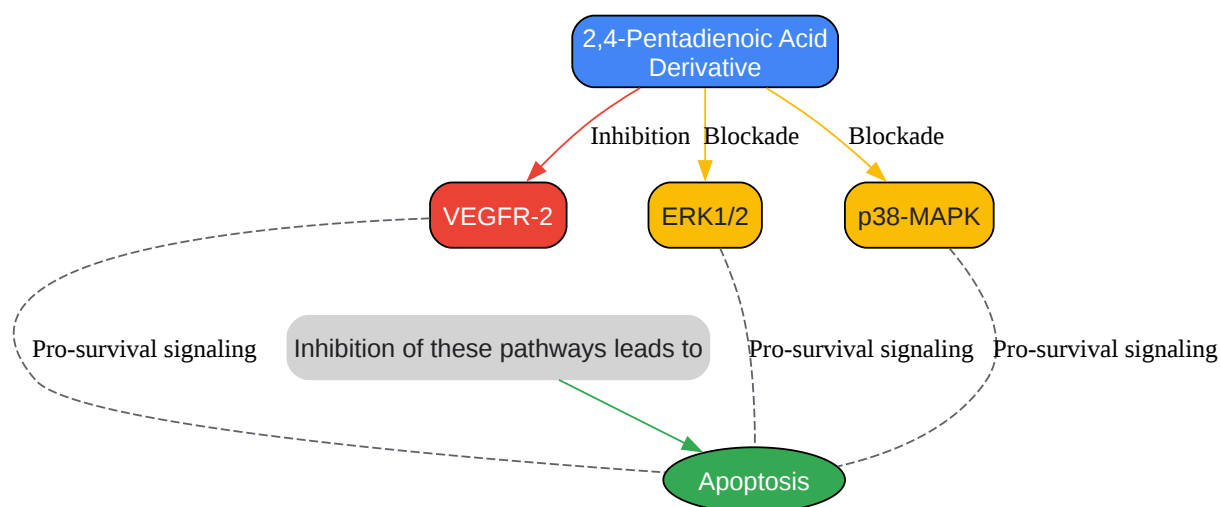 2,4-Pentadienoic Acid
Derivative
Inhibition
Blockade
Blockade
VEGFR-2
ERK1/2
p38-MAPK
Pro-survival signaling
Inhibition of these pathways leads to
Pro-survival signaling
Pro-survival signaling
Apoptosis